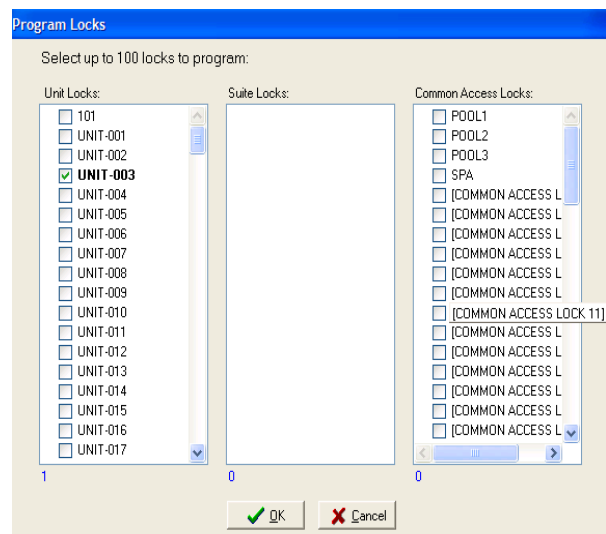 Program Locks
Select up to 100 locks to program:
Unit Locks:
101
UNIT-001
UNIT-002
UNIT-003
UNIT-004
UNIT-005
UNIT-006
UNIT-007
UNIT-008
UNIT-009
UNIT-010
UNIT-011
UNIT-012
UNIT-013
UNIT-014
UNIT-015
UNIT-016
UNIT-017
1
Suite Locks:
0
Common Access Locks:
POOL1
POOL2
POOL3
SPA
[COMMON ACCESS L
[COMMON ACCESS L
[COMMON ACCESS L
[COMMON ACCESS L
[COMMON ACCESS L
[COMMON ACCESS L
[COMMON ACCESS LOCK 11]
[COMMON ACCESS L
[COMMON ACCESS L
[COMMON ACCESS L
[COMMON ACCESS L
[COMMON ACCESS L
[COMMON ACCESS L
0
OK
Cancel